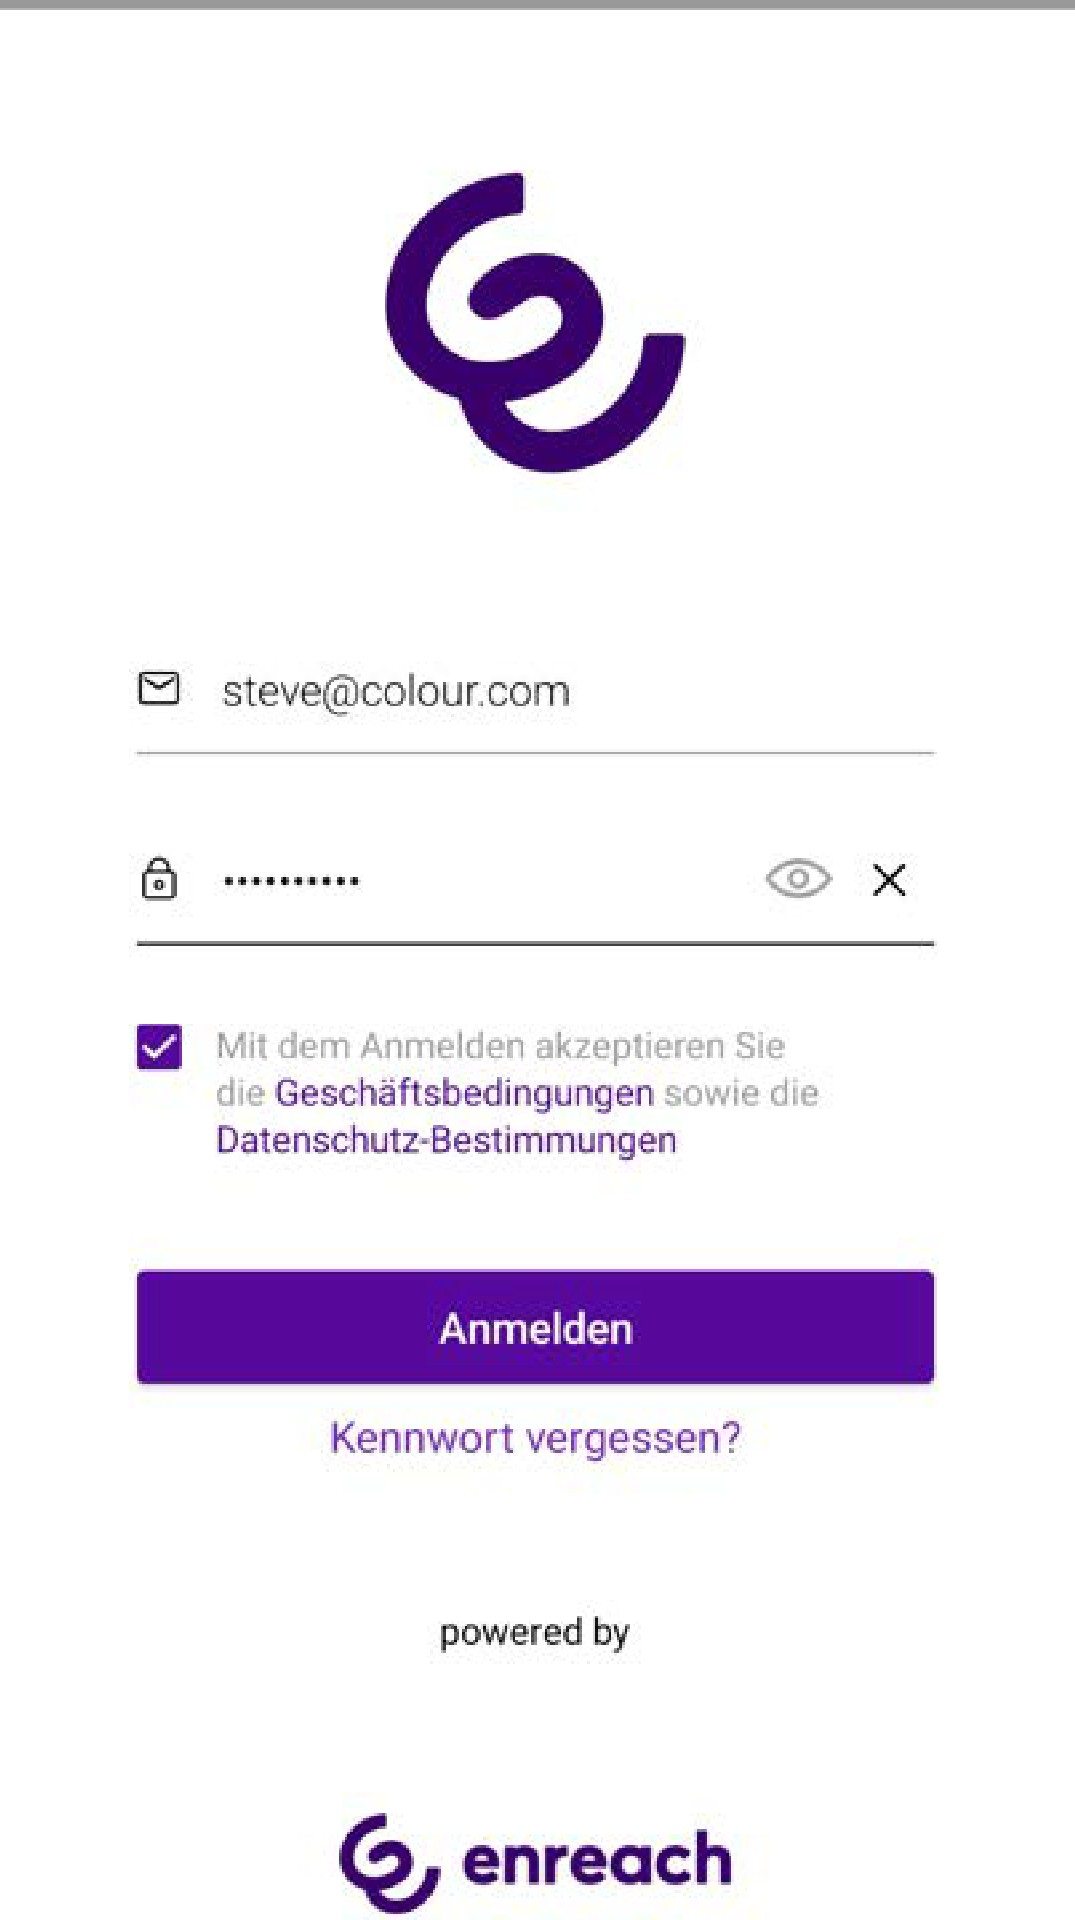 steve@colour.com
••••••••••
Mit dem Anmelden akzeptieren Sie
die Geschäftsbedingungen sowie die
Datenschutz-Bestimmungen
Anmelden
Kennwort vergessen?
powered by
enreach